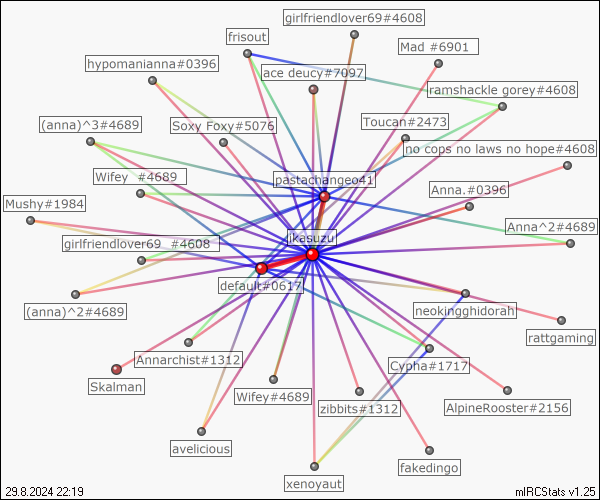 girlfriendlover69#4608
frisout
Mad #6901
hypomanianna#0396
ace deucy#7097
ramshackle gorey#4608
(anna)^3#4689
Soxy Foxy#5076
Toucan#2473
no cops no laws no hope#4608
Wifey  #4689
pastachangeo41
Anna.#0396
Mushy#1984
Anna^2#4689
girlfriendlover69_#4608
ikasuzu
default#0617
(anna)^2#4689
neokingghidorah
rattgaming
Annarchist#1312
Cypha#1717
Skalman
Wifey#4689
zibbits#1312
AlpineRooster#2156
avelicious
fakedingo
xenoyaut
29.8.2024 22:19
mIRCStats v1.25